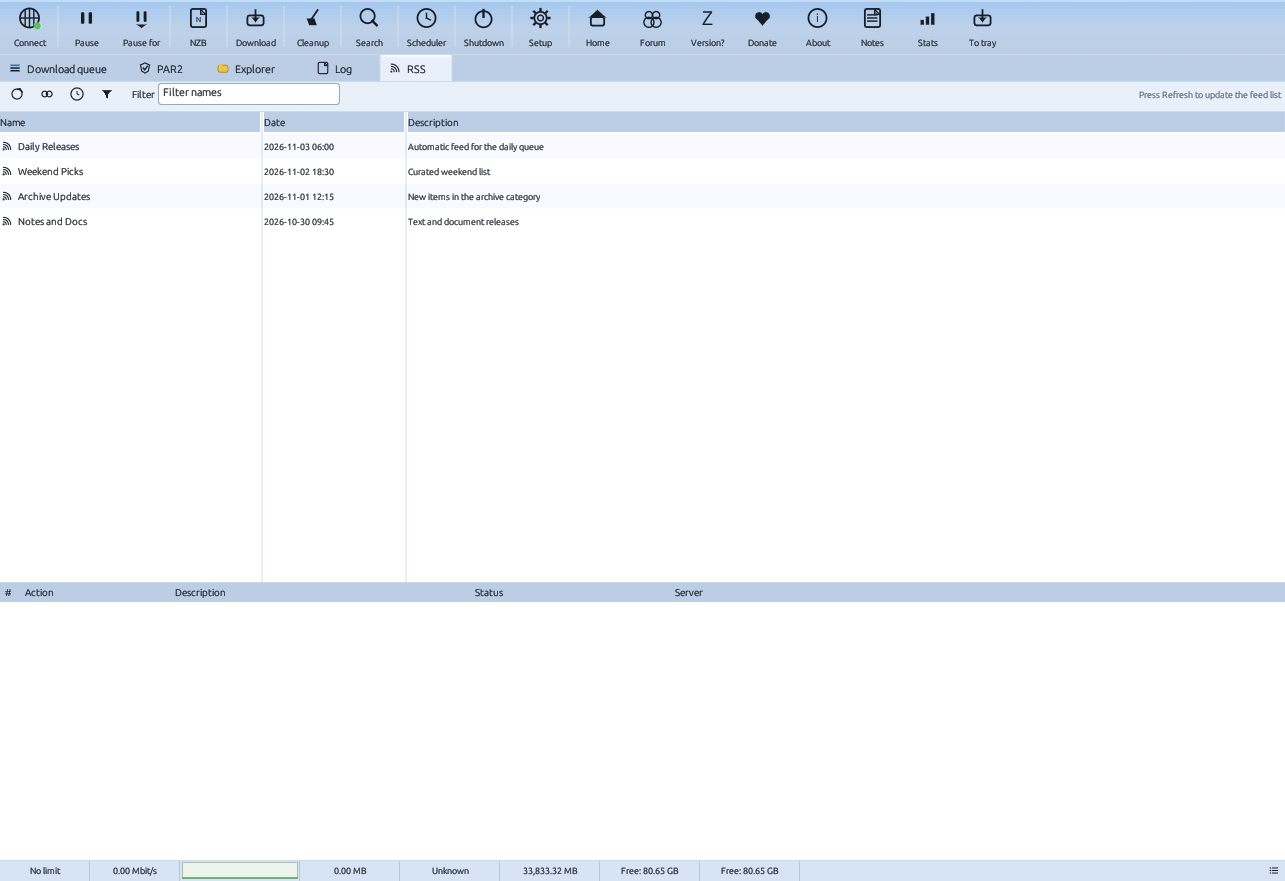 Connect Pause Pause for NZB Download Cleanup Search Scheduler Shutdown Setup Home Forum Version? Donate About Notes Stats To tray
Download queue PAR2 Explorer Log RSS
Filter Filter names Press Refresh to update the feed list
Name Date Description
Daily Releases 2026-11-03 06:00 Automatic feed for the daily queue
Weekend Picks 2026-11-02 18:30 Curated weekend list
Archive Updates 2026-11-01 12:15 New items in the archive category
Notes and Docs 2026-10-30 09:45 Text and document releases
# Action Description Status Server
No limit 0.00 Mbit/s 0.00 MB Unknown 33,833.32 MB Free: 80.65 GB Free: 80.65 GB